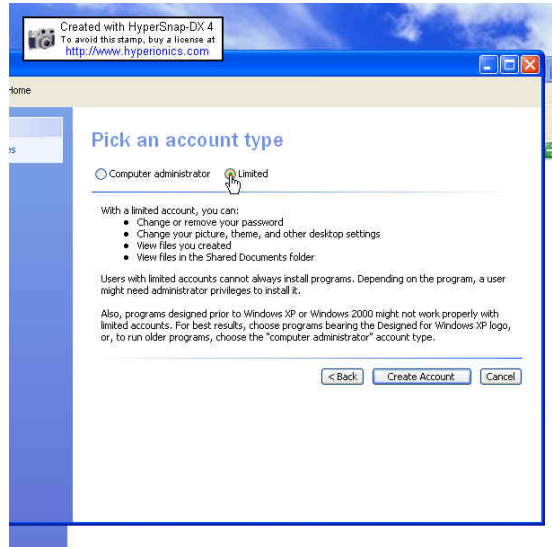 Created with HyperSnap-DX 4
To avoid this stamp, buy a license at
http://www.hyperionics.com
Home
es
Pick an account type
Computer administrator
Limited
With a limited account, you can:
• Change or remove your password
• Change your picture, theme, and other desktop settings
• View files you created
• View files in the Shared Documents folder
Users with limited accounts cannot always install programs. Depending on the program, a user
might need administrator privileges to install it.
Also, programs designed prior to Windows XP or Windows 2000 might not work properly with
limited accounts. For best results, choose programs bearing the Designed for Windows XP logo,
or, to run older programs, choose the "computer administrator" account type.
< Back
Create Account
Cancel